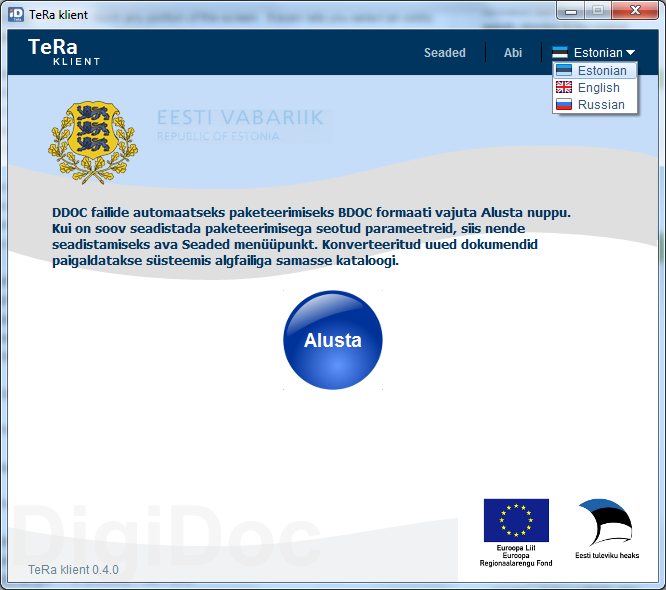 TeRa klient
TeRa
KLIENT
Seaded
Abi
Estonian
Estonian
English
Russian
EESTI VABARIIK
REPUBLIC OF ESTONIA
DDOC failide automaatseks paketeerimiseks BDOC formaati vajuta Alusta nuppu.
Kui on soov seadistada paketeerimisega seotud parameetreid, siis nende
seadistamiseks ava Seaded menüüpunkt. Konverteeritud uued dokumendid
paigaldatakse süsteemis algfailiga samasse kataloogi.
Alusta
DigiDoc
Euroopa Liit
Euroopa
Regionaalarengu Fond
Eesti tuleviku heaks
TeRa klient 0.4.0